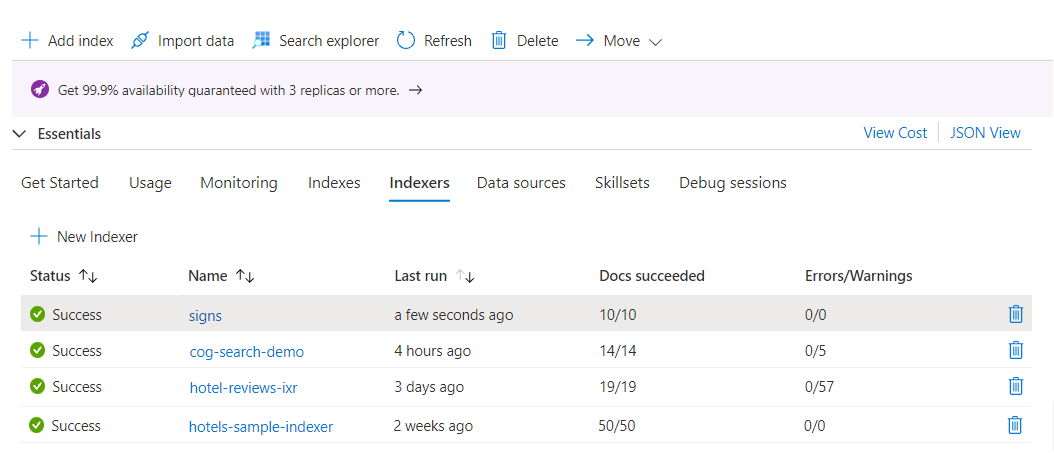 Add index Import data Search explorer Refresh Delete Move
Get 99.9% availability guaranteed with 3 replicas or more.
Essentials View Cost JSON View
Get Started Usage Monitoring Indexes Indexers Data sources Skillsets Debug sessions
New Indexer
Status Name Last run Docs succeeded Errors/Warnings
Success signs a few seconds ago 10/10 0/0
Success cog-search-demo 4 hours ago 14/14 0/5
Success hotel-reviews-ixr 3 days ago 19/19 0/57
Success hotels-sample-indexer 2 weeks ago 50/50 0/0